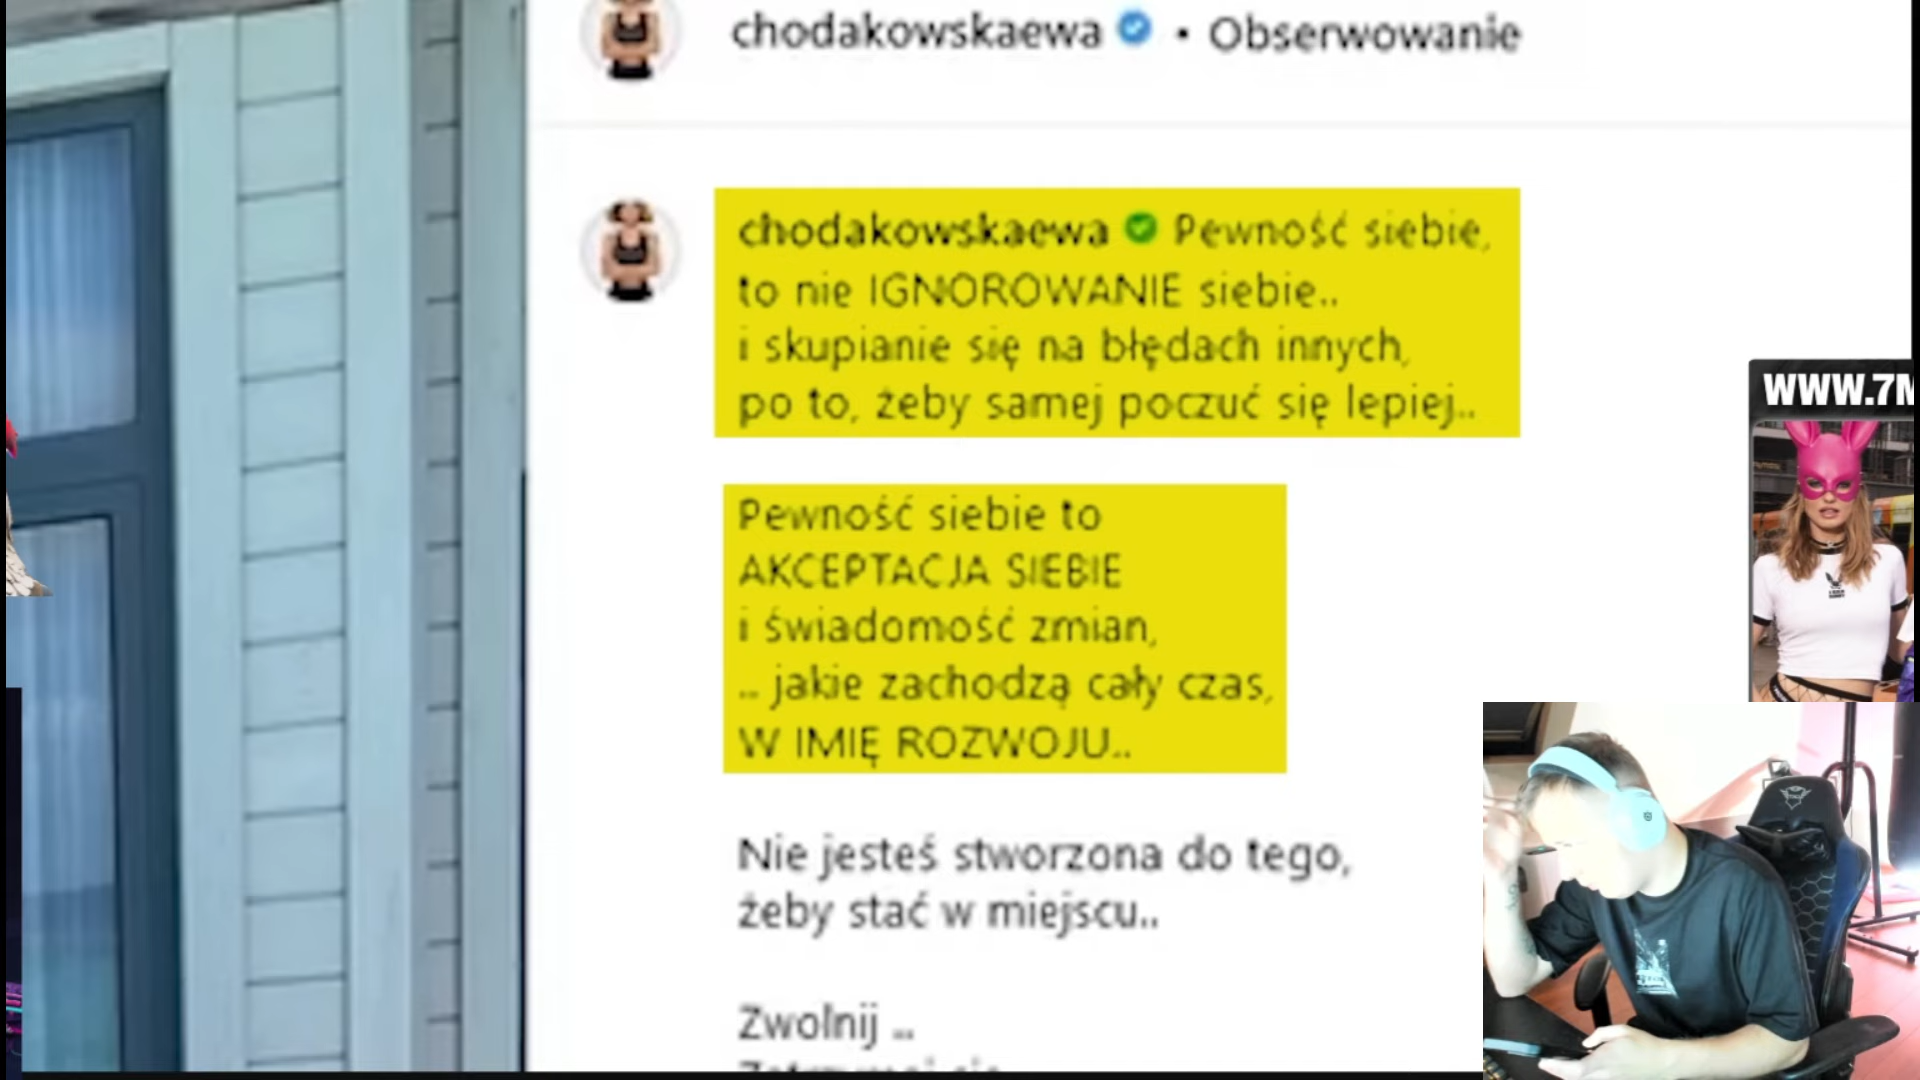 chodakowskaewa • Obserwowanie
chodakowskaewa Pewność siebie,
to nie IGNOROWANIE siebie..
i skupianie się na błędach innych,
po to, żeby samej poczuć się lepiej..
Pewność siebie to
AKCEPTACJA SIEBIE
i świadomość zmian,
.. jakie zachodzą cały czas,
W IMIĘ ROZWOJU..
Nie jesteś stworzona do tego,
żeby stać w miejscu..
Zwolnij ..
WWW.7M